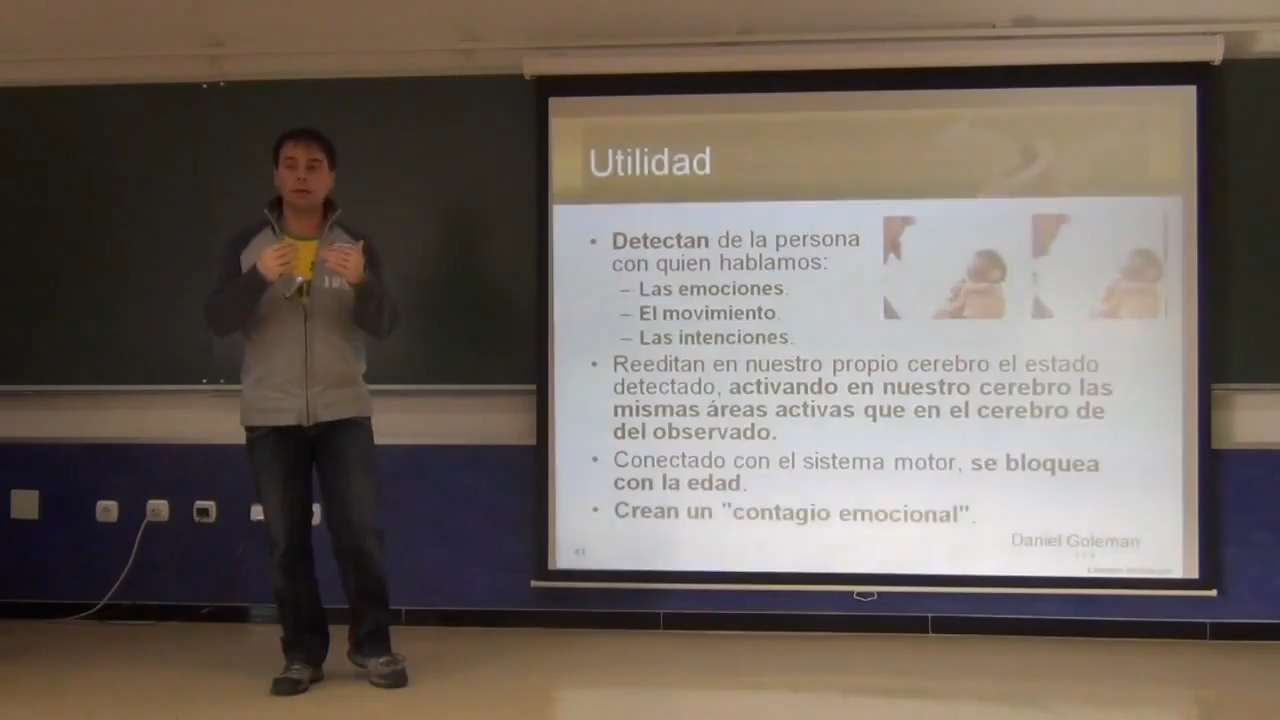 Utilidad
• Detectan de la persona
con quien hablamos:
– Las emociones.
– El movimiento.
– Las intenciones.
• Reeditan en nuestro propio cerebro el estado
detectado, activando en nuestro cerebro las
mismas áreas activas que en el cerebro de
del observado.
• Conectado con el sistema motor, se bloquea
con la edad.
• Crean un "contagio emocional".
Daniel Goleman
41